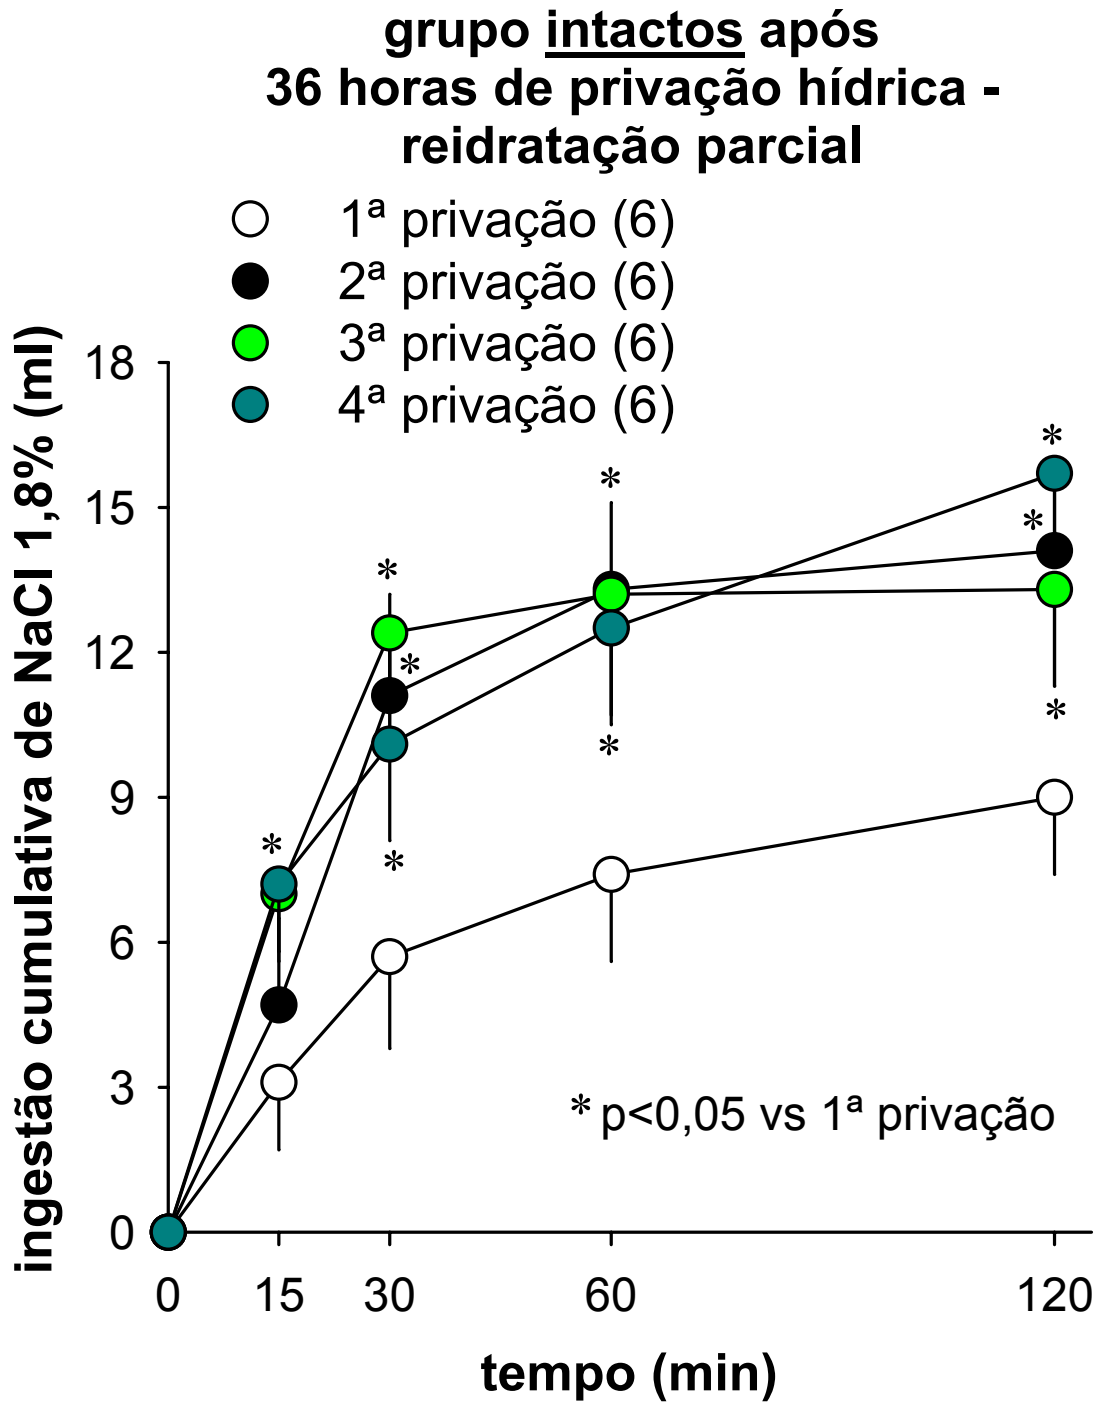 grupo intactos após
36 horas de privação hídrica -
reidratação parcial
1ª privação (6)
2ª privação (6)
3ª privação (6)
4ª privação (6)
ingestão cumulativa de NaCl 1,8% (ml)
18
15
12
9
6
3
0
*
*
*
*
*
*
*
*
*
* p<0,05 vs 1ª privação
0 15 30 60 120
tempo (min)